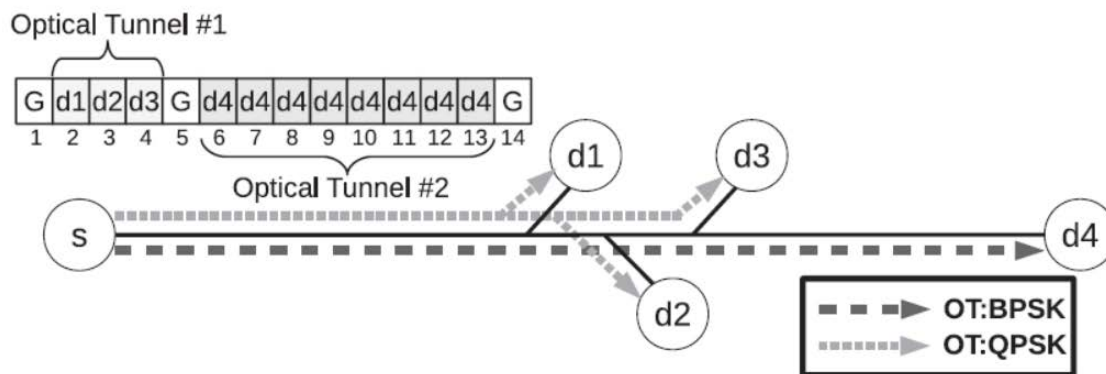 Optical Tunnel #1
G d1 d2 d3 G d4 d4 d4 d4 d4 d4 d4 d4 G
1 2 3 4 5 6 7 8 9 10 11 12 13 14
Optical Tunnel #2
d1
d3
s
d4
d2
OT:BPSK
OT:QPSK